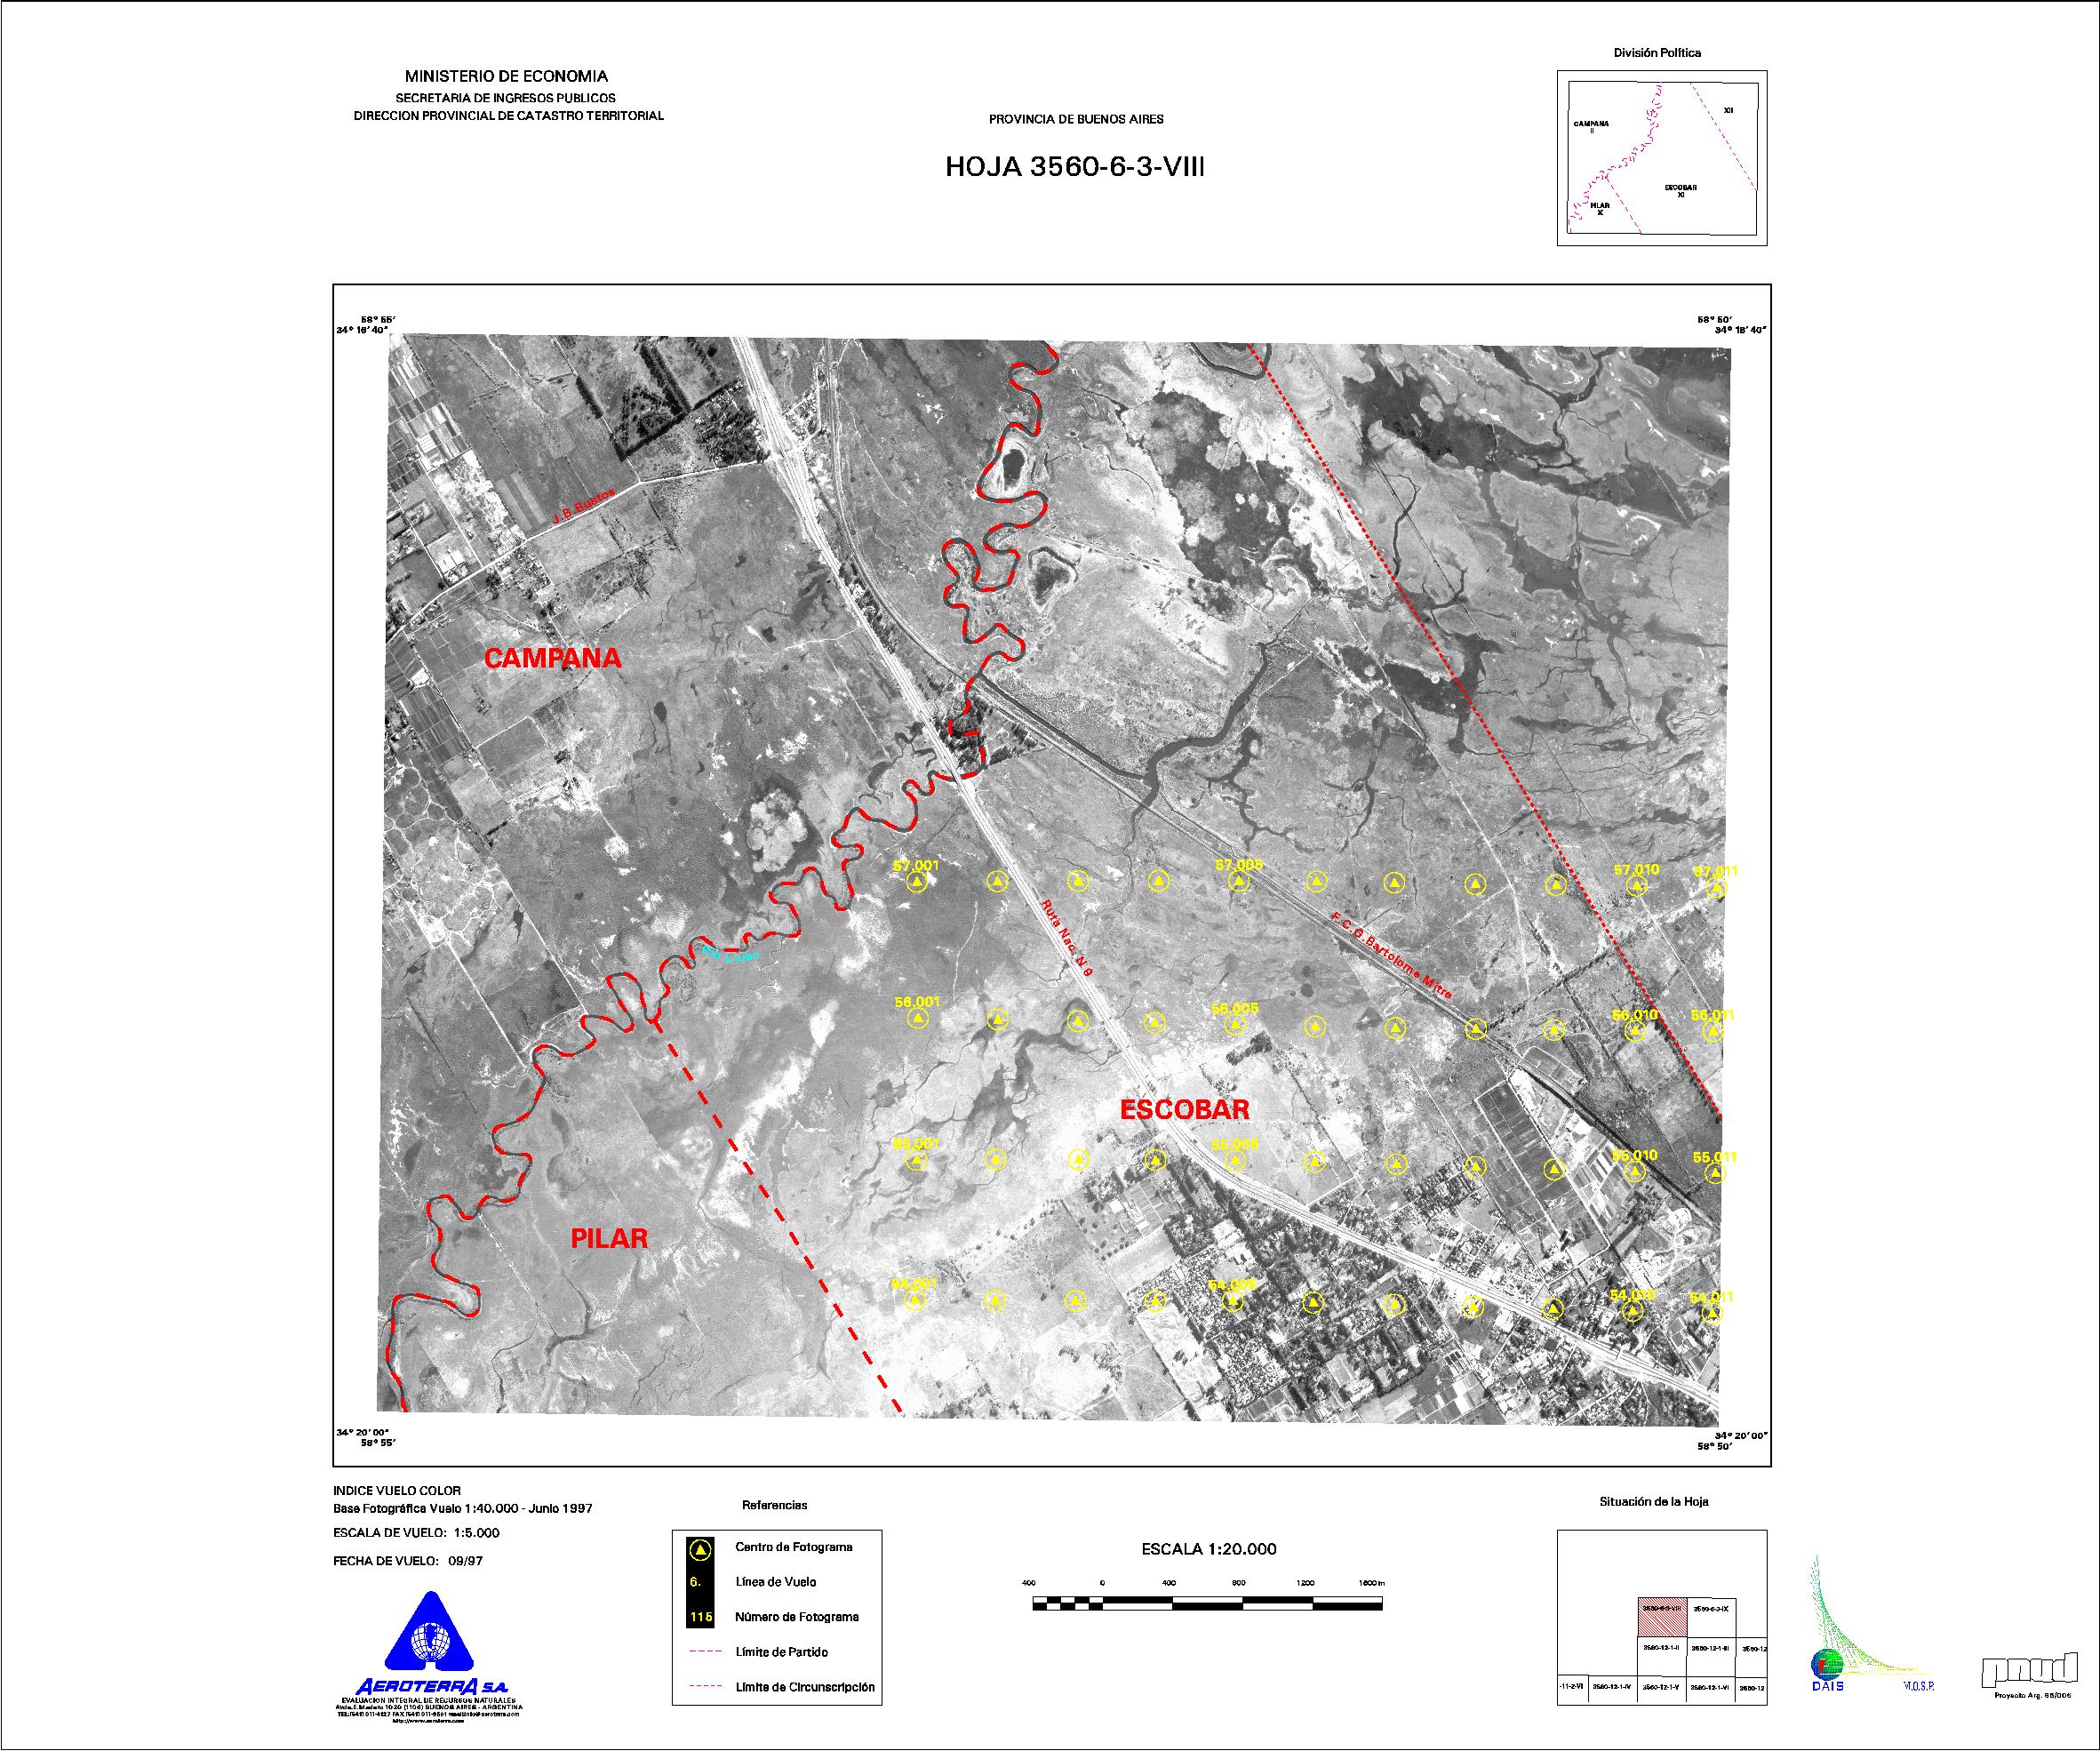 MINISTERIO DE ECONOMIA
SECRETARIA DE INGRESOS PUBLICOS
DIRECCION PROVINCIAL DE CATASTRO TERRITORIAL
PROVINCIA DE BUENOS AIRES
HOJA 3560-6-3-VIII
División Política
CAMPANA
II
XII
ESCOBAR
XI
PILAR
X
58° 55'
34° 18' 40"
58° 50'
34° 18' 40"
J.B.Bustos
CAMPANA
57.001
57.005
57.010
57.011
Ruta Nac. N 9
F.C.G.Bartolome Mitre
56.001
56.005
56.010
56.011
ESCOBAR
55.001
55.005
55.010
55.011
PILAR
54.001
54.005
54.010
54.011
34° 20' 00"
58° 55'
34° 20' 00"
58° 50'
INDICE VUELO COLOR
Base Fotográfica Vuelo 1:40.000 - Junio 1997
ESCALA DE VUELO: 1:5.000
FECHA DE VUELO: 09/97
AEROTERRA S.A.
EVALUACION INTEGRAL DE RECURSOS NATURALES
http://www.aeroterra.com
Referencias
Centro de Fotograma
6. Línea de Vuelo
115 Número de Fotograma
Límite de Partido
Límite de Circunscripción
ESCALA 1:20.000
400 0 400 800 1200 1600 m
Situación de la Hoja
3560-6-3-VIII 3560-6-3-IX
3560-12-1-II 3560-12-1-III 3560-12
-11-2-VI 3560-12-1-IV 3560-12-1-V 3560-12-1-VI 3560-12
DAIS
M.O.S.P.
pnud
Proyecto Arg. 85/006